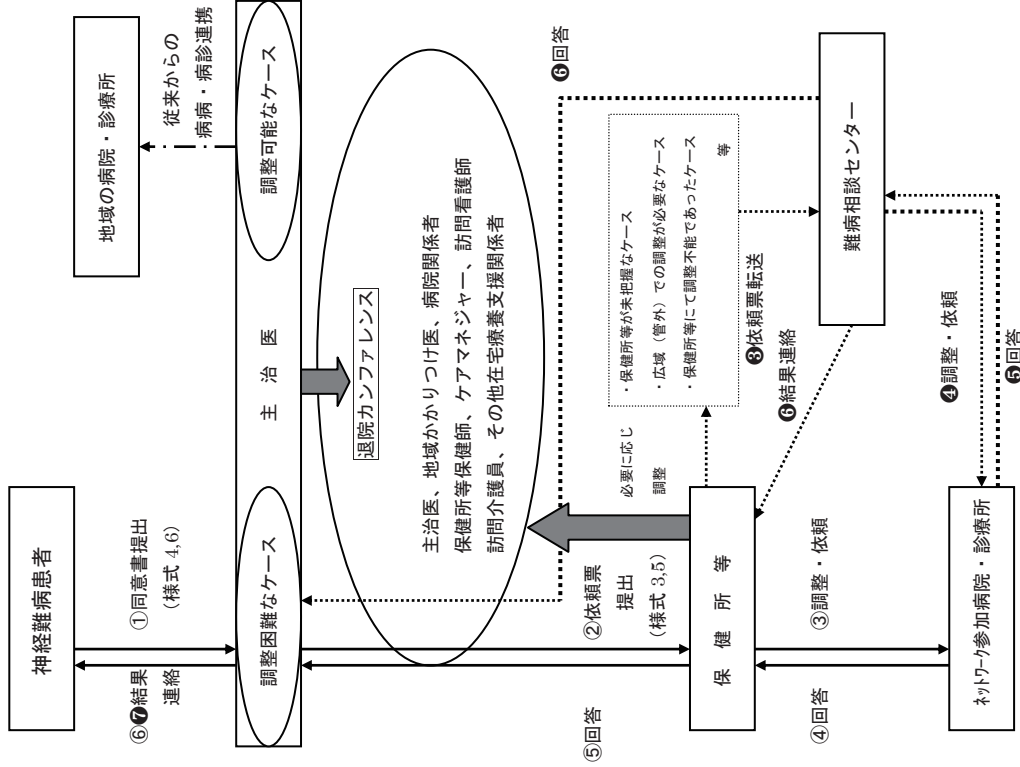 神経難病患者
①同意書提出
（様式 4,6）
⑥❼結果
連絡
地域の病院・診療所
従来からの
病病・病診連携
調整困難なケース
主 治 医
調整可能なケース
退院カンファレンス
主治医、地域かかりつけ医、病院関係者
保健所等保健師、ケアマネジャー、訪問看護師
訪問介護員、その他在宅療養支援関係者
⑤回答
②依頼票
提出
（様式 3,5）
必要に応じ
調整
❻回答
・保健所等が未把握なケース
・広域（管外）での調整が必要なケース
・保健所等にて調整不能であったケース
等
保 健 所 等
❸依頼票転送
❻結果連絡
難病相談センター
④回答
③調整・依頼
❹調整・依頼
❺回答
ﾈｯﾄﾜｰｸ参加病院・診療所